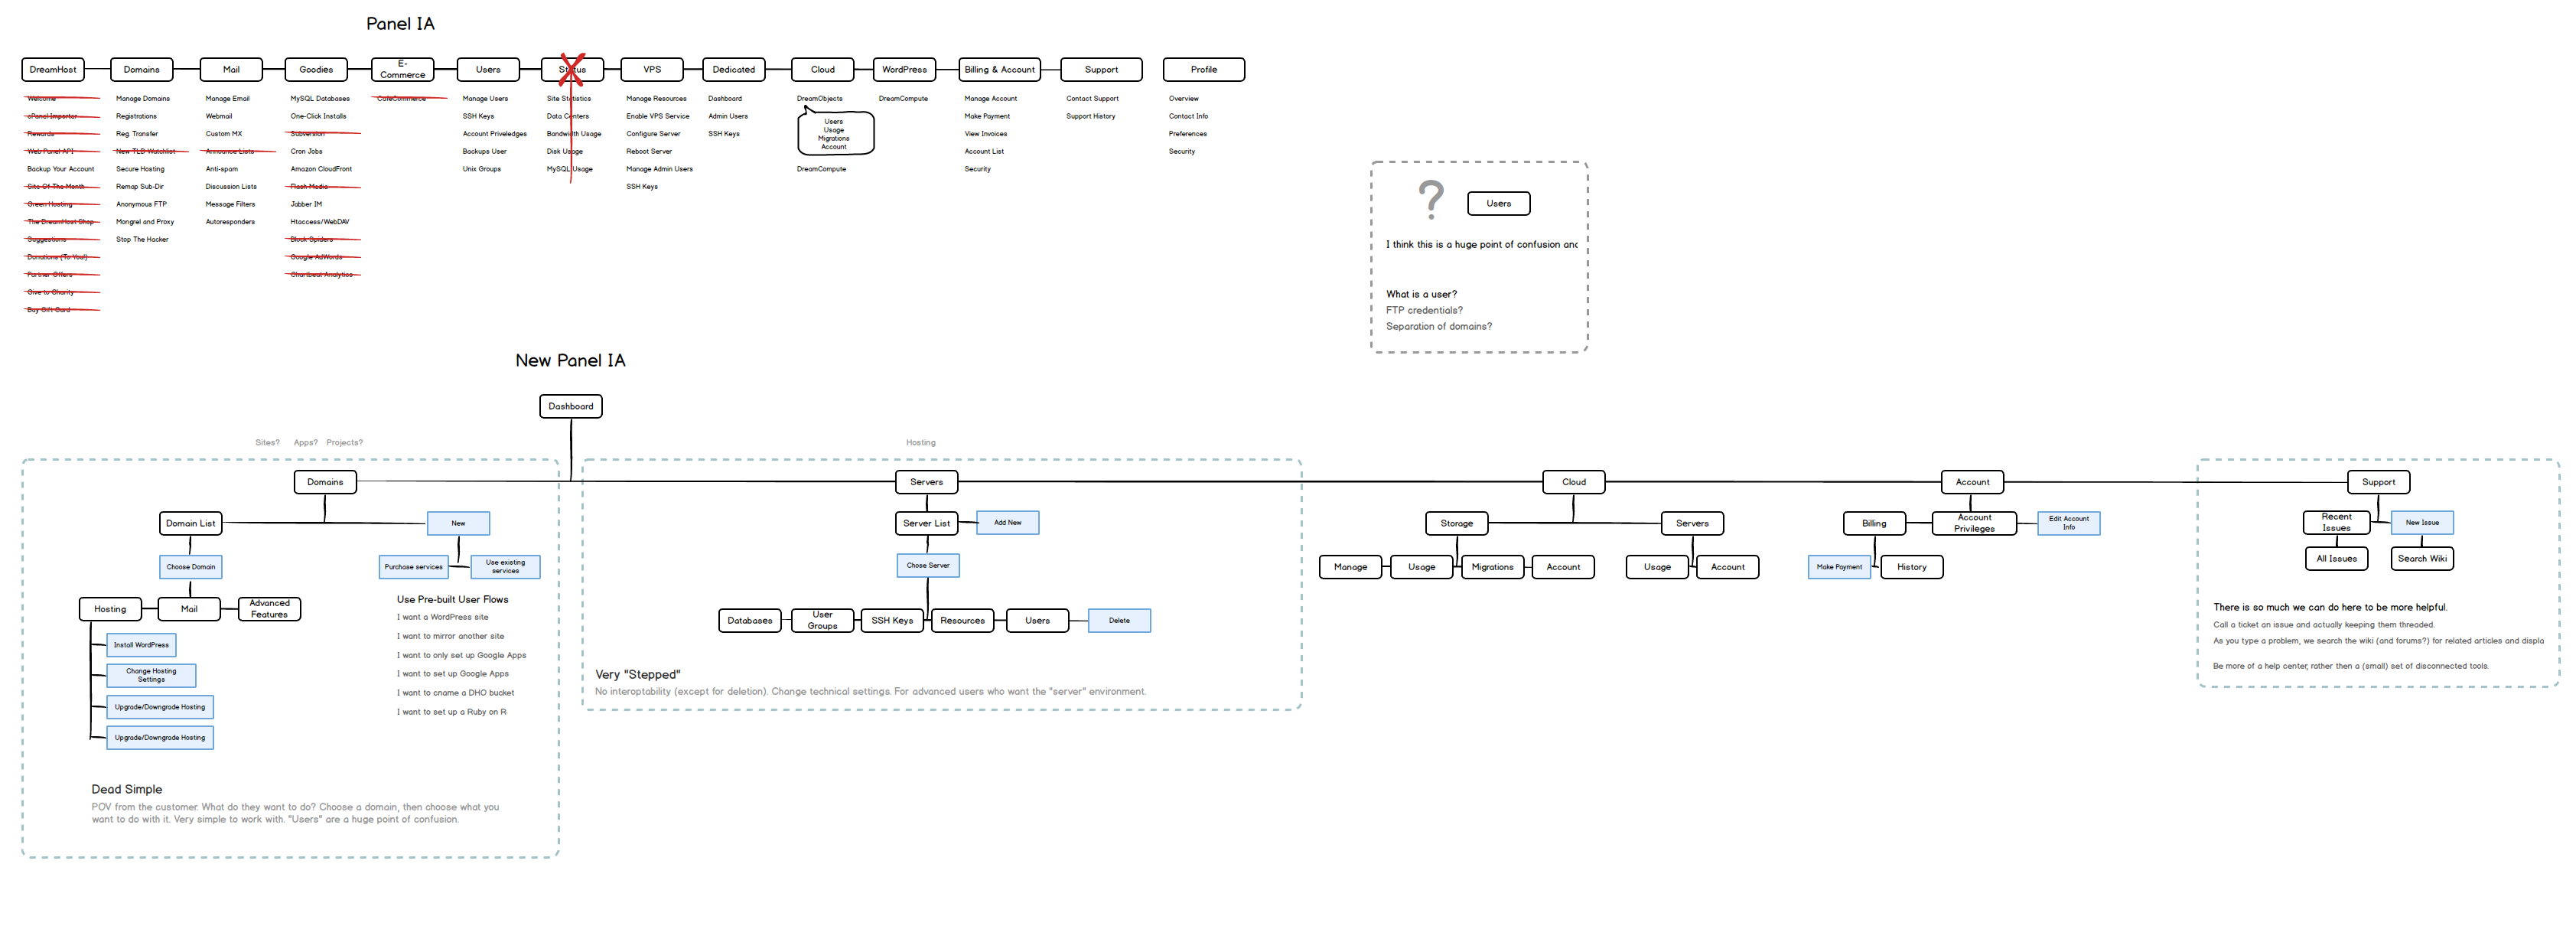 Panel IA
DreamHost
Welcome
cPanel Importer
Rewards
Web Panel API
Backup Your Account
Site Of The Month
Green Hosting
The DreamHost Shop
Suggestions
Donations (To You!)
Partner Offers
Give to Charity
Buy Gift Card
Domains
Manage Domains
Registrations
Reg. Transfer
New TLD Watchlist
Secure Hosting
Remap Sub-Dir
Anonymous FTP
Mongrel and Proxy
Stop The Hacker
Mail
Manage Email
Webmail
Custom MX
Announce Lists
Anti-spam
Discussion Lists
Message Filters
Autoresponders
Goodies
MySQL Databases
One-Click Installs
Subversion
Cron Jobs
Amazon CloudFront
Flash Media
Jabber IM
Htaccess/WebDAV
Block Spiders
Google AdWords
Chartbeat Analytics
E-
Commerce
CafeCommerce
Users
Manage Users
SSH Keys
Account Priveledges
Backups User
Unix Groups
Status
Site Statistics
Data Centers
Bandwidth Usage
Disk Usage
MySQL Usage
VPS
Manage Resources
Enable VPS Service
Configure Server
Reboot Server
Manage Admin Users
SSH Keys
Dedicated
Dashboard
Admin Users
SSH Keys
Cloud
DreamObjects
Users
Usage
Migrations
Account
DreamCompute
WordPress
DreamCompute
Billing & Account
Manage Account
Make Payment
View Invoices
Account List
Security
Support
Contact Support
Support History
Profile
Overview
Contact Info
Preferences
Security
?
Users
I think this is a huge point of confusion and
What is a user?
FTP credentials?
Separation of domains?
New Panel IA
Dashboard
Sites? Apps? Projects?
Hosting
Domains
Domain List
New
Choose Domain
Purchase services
Use existing
services
Hosting
Mail
Advanced
Features
Install WordPress
Change Hosting
Settings
Upgrade/Downgrade Hosting
Upgrade/Downgrade Hosting
Use Pre-built User Flows
I want a WordPress site
I want to mirror another site
I want to only set up Google Apps
I want to set up Google Apps
I want to cname a DHO bucket
I want to set up a Ruby on R
Dead Simple
POV from the customer. What do they want to do? Choose a domain, then choose what you
want to do with it. Very simple to work with. "Users" are a huge point of confusion.
Servers
Server List
Add New
Chose Server
Databases
User
Groups
SSH Keys
Resources
Users
Delete
Very "Stepped"
No interoptability (except for deletion). Change technical settings. For advanced users who want the "server" environment.
Cloud
Storage
Servers
Manage
Usage
Migrations
Account
Usage
Account
Account
Billing
Account
Privileges
Edit Account
Info
Make Payment
History
Support
Recent
Issues
New Issue
All Issues
Search Wiki
There is so much we can do here to be more helpful.
Call a ticket an issue and actually keeping them threaded.
As you type a problem, we search the wiki (and forums?) for related articles and displa
Be more of a help center, rather then a (small) set of disconnected tools.